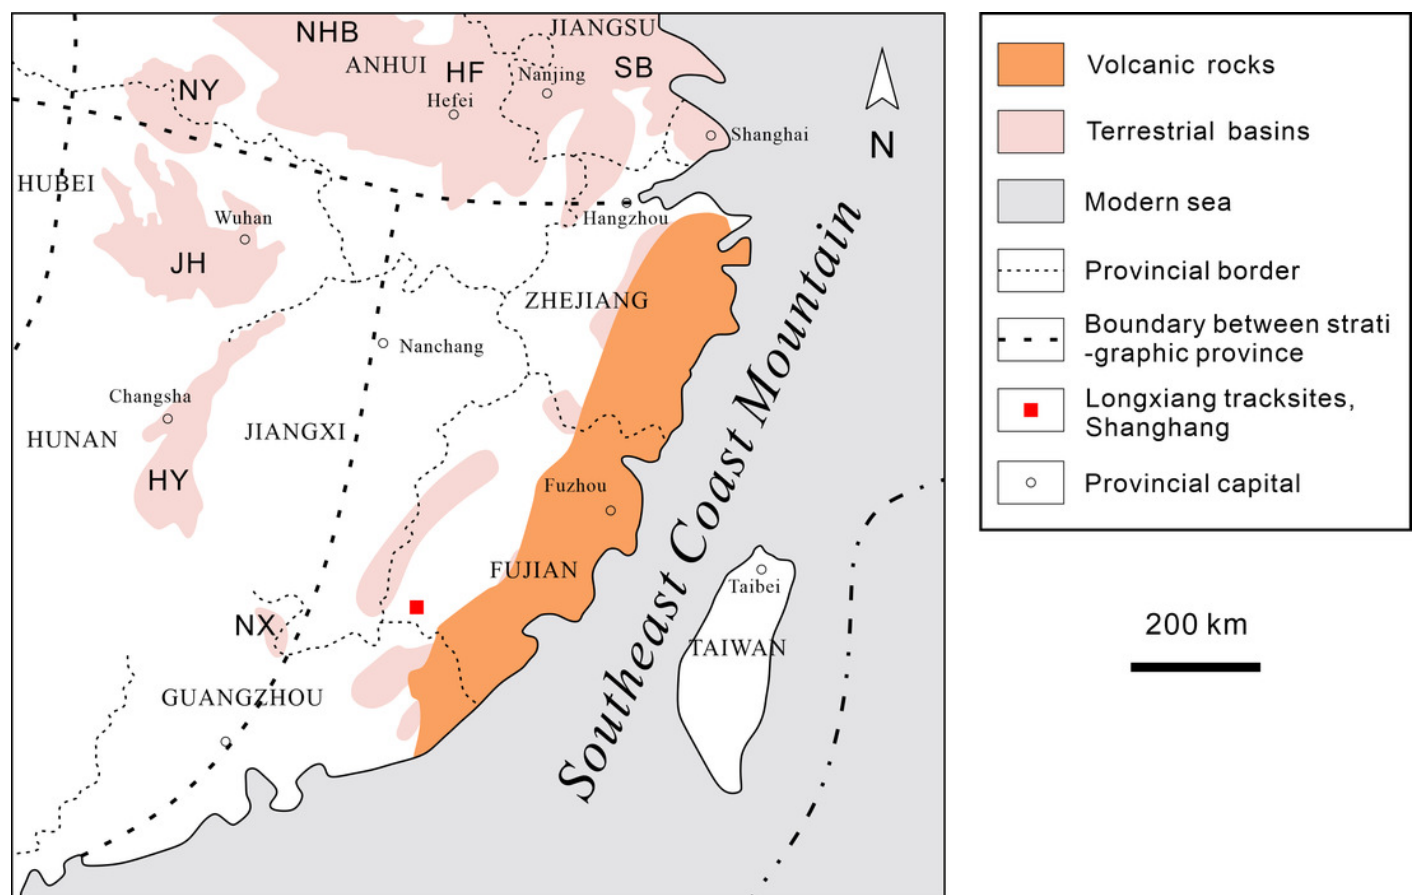 NHB
JIANGSU
ANHUI
HF
Nanjing
SB
NY
Hefei
Shanghai
N
HUBEI
Wuhan
Hangzhou
JH
ZHEJIANG
Nanchang
Changsha
HUNAN
JIANGXI
HY
Fuzhou
FUJIAN
Taibei
NX
TAIWAN
GUANGZHOU
Southeast Coast Mountain
Volcanic rocks
Terrestrial basins
Modern sea
Provincial border
Boundary between strati
-graphic province
Longxiang tracksites,
Shanghang
Provincial capital
200 km